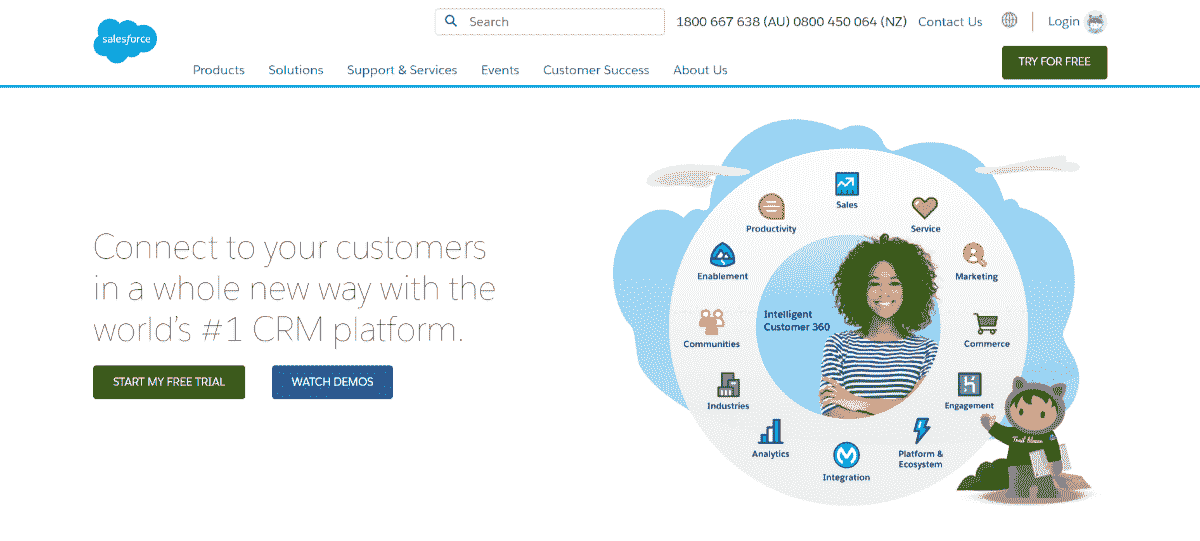 salesforce
Search
1800 667 638 (AU) 0800 450 064 (NZ)
Contact Us
Login
Products
Solutions
Support & Services
Events
Customer Success
About Us
TRY FOR FREE
Connect to your customers
in a whole new way with the
world's #1 CRM platform.
START MY FREE TRIAL
WATCH DEMOS
Sales
Service
Marketing
Commerce
Engagement
Platform &
Ecosystem
Integration
Analytics
Industries
Communities
Enablement
Productivity
Intelligent
Customer 360